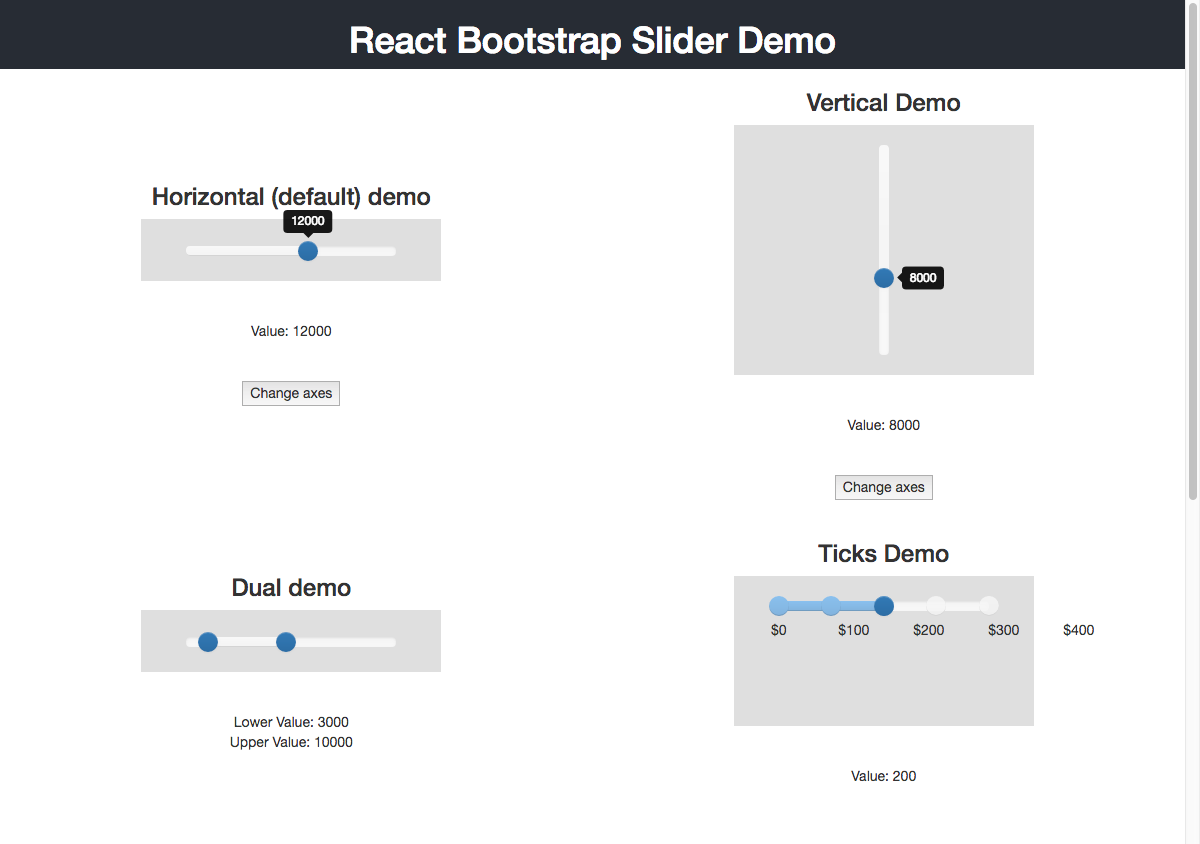 React Bootstrap Slider Demo
Horizontal (default) demo
12000
Value: 12000
Change axes
Vertical Demo
8000
Value: 8000
Change axes
Dual demo
Lower Value: 3000
Upper Value: 10000
Ticks Demo
$0 $100 $200 $300 $400
Value: 200